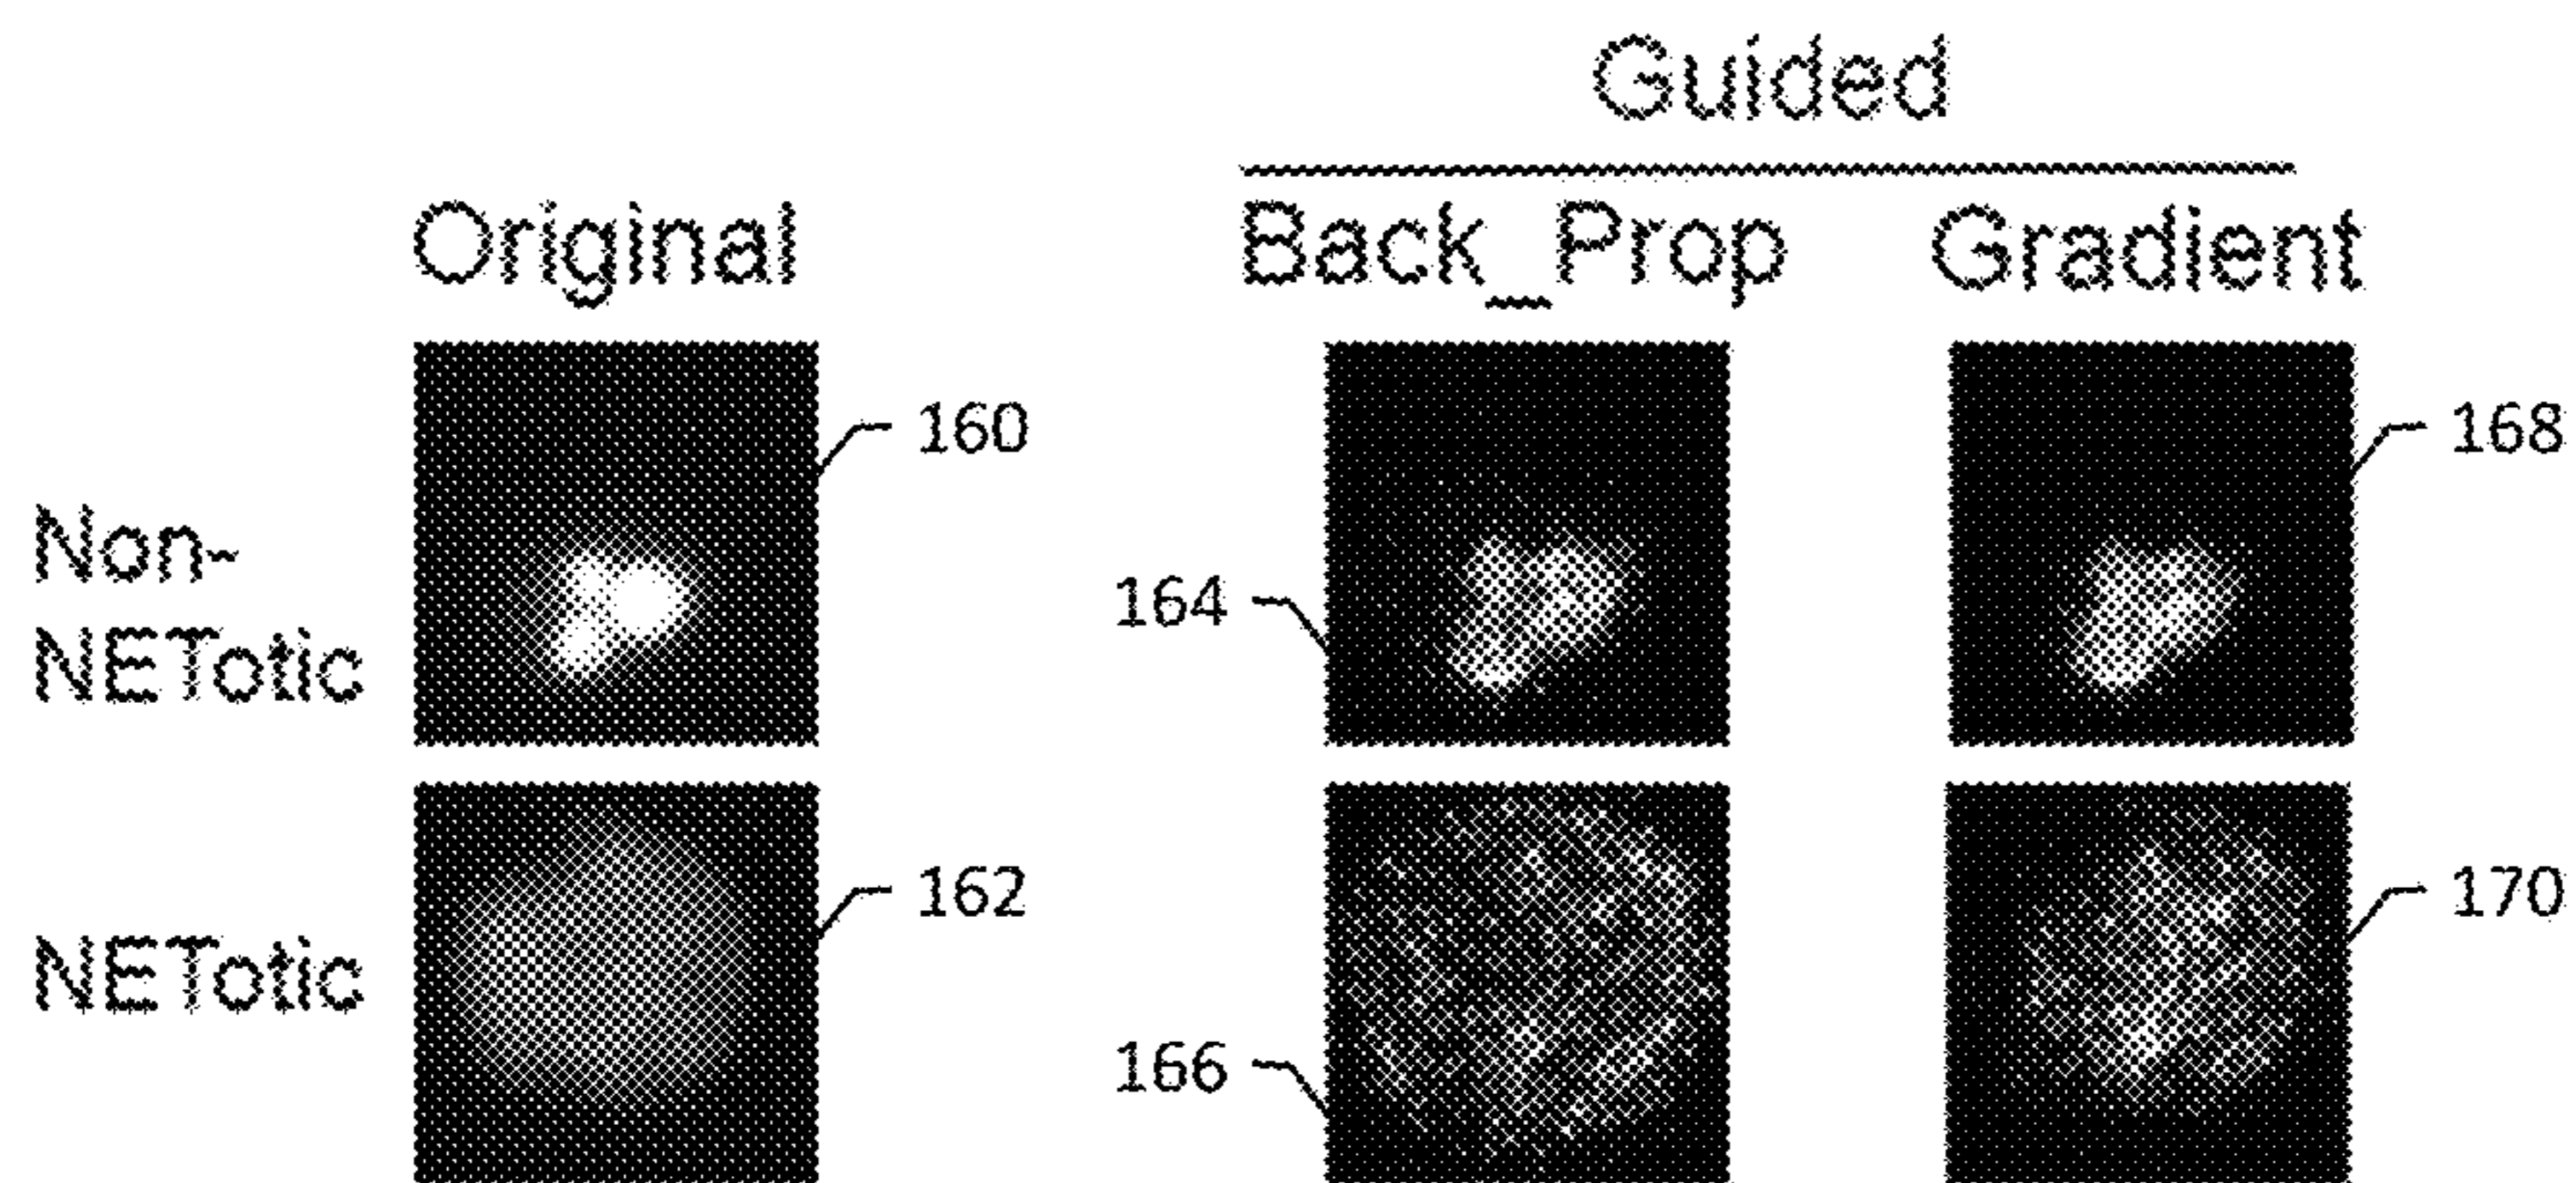 Guided
Original Back_Prop Gradient
160
168
Non-
NETotic
164
NETotic
162
170
166